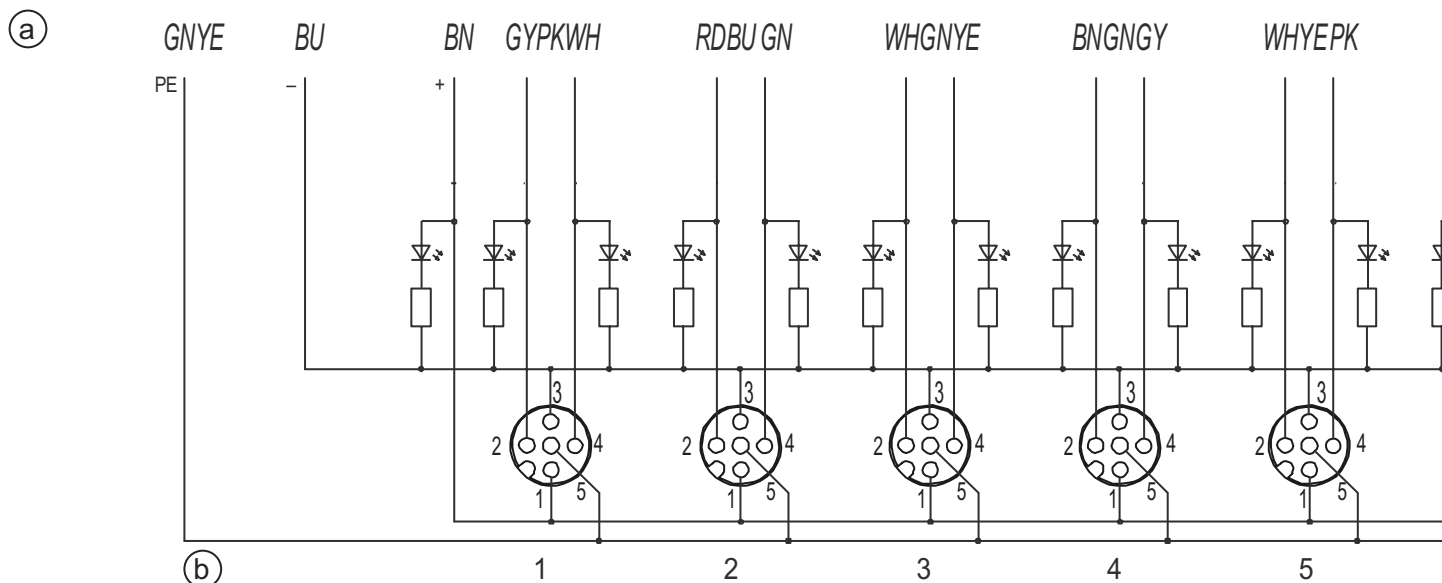 a
GNYE BU BN GYPKWH RDBU GN WHGNYE BNGNGY WHYEPK
PE – +
3 3 3 3 3
2 4 2 4 2 4 2 4 2 4
1 5 1 5 1 5 1 5 1 5
b 1 2 3 4 5